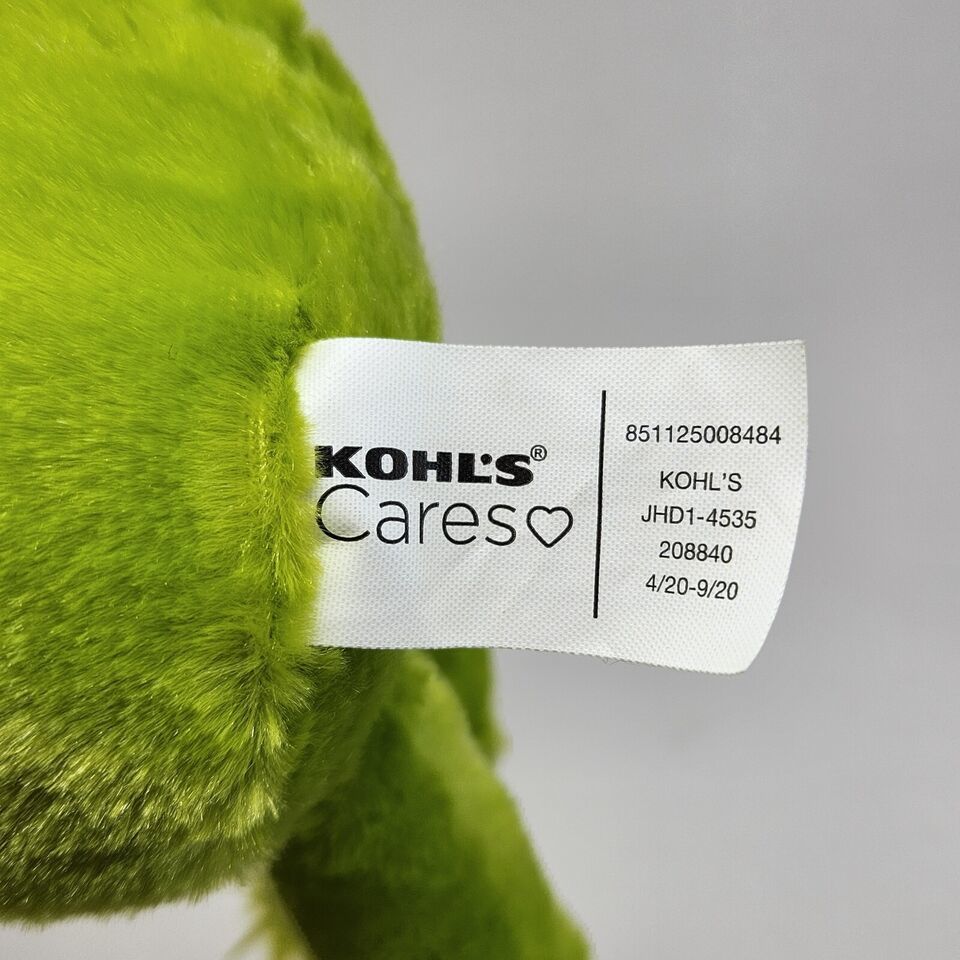 KOHL'S®
Cares♡
851125008484
KOHL'S
JHD1-4535
208840
4/20-9/20